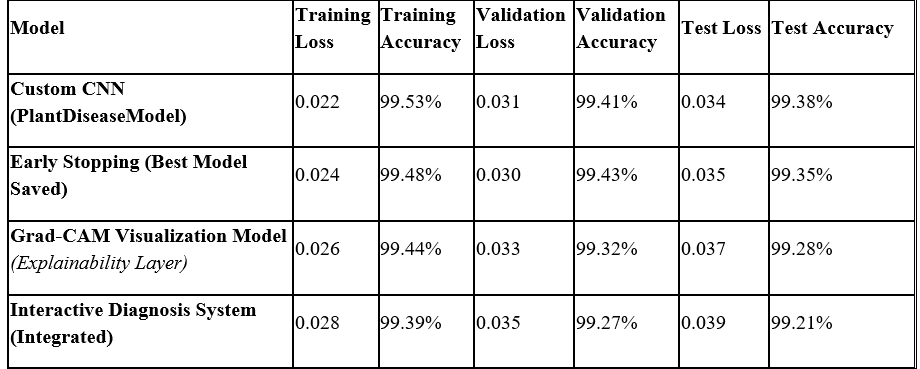 Model Training Loss Training Accuracy Validation Loss Validation Accuracy Test Loss Test Accuracy
Custom CNN (PlantDiseaseModel) 0.022 99.53% 0.031 99.41% 0.034 99.38%
Early Stopping (Best Model Saved) 0.024 99.48% 0.030 99.43% 0.035 99.35%
Grad-CAM Visualization Model (Explainability Layer) 0.026 99.44% 0.033 99.32% 0.037 99.28%
Interactive Diagnosis System (Integrated) 0.028 99.39% 0.035 99.27% 0.039 99.21%